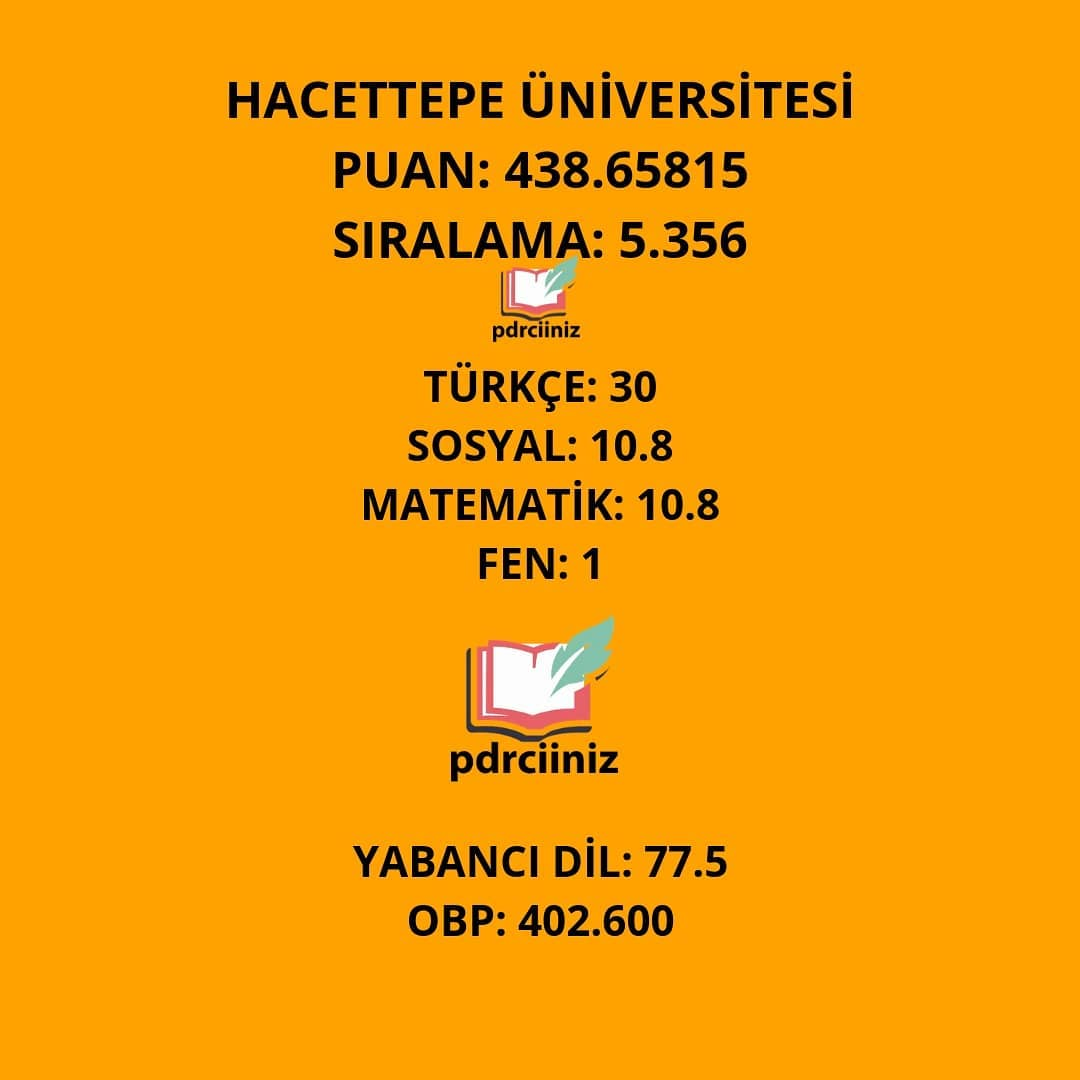 HACETTEPE ÜNİVERSİTESİ
PUAN: 438.65815
SIRALAMA: 5.356
pdrciiniz
TÜRKÇE: 30
SOSYAL: 10.8
MATEMATİK: 10.8
FEN: 1
pdrciiniz
YABANCI DİL: 77.5
OBP: 402.600